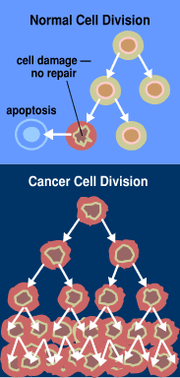 Normal Cell Division
cell damage —
no repair
apoptosis
Cancer Cell Division